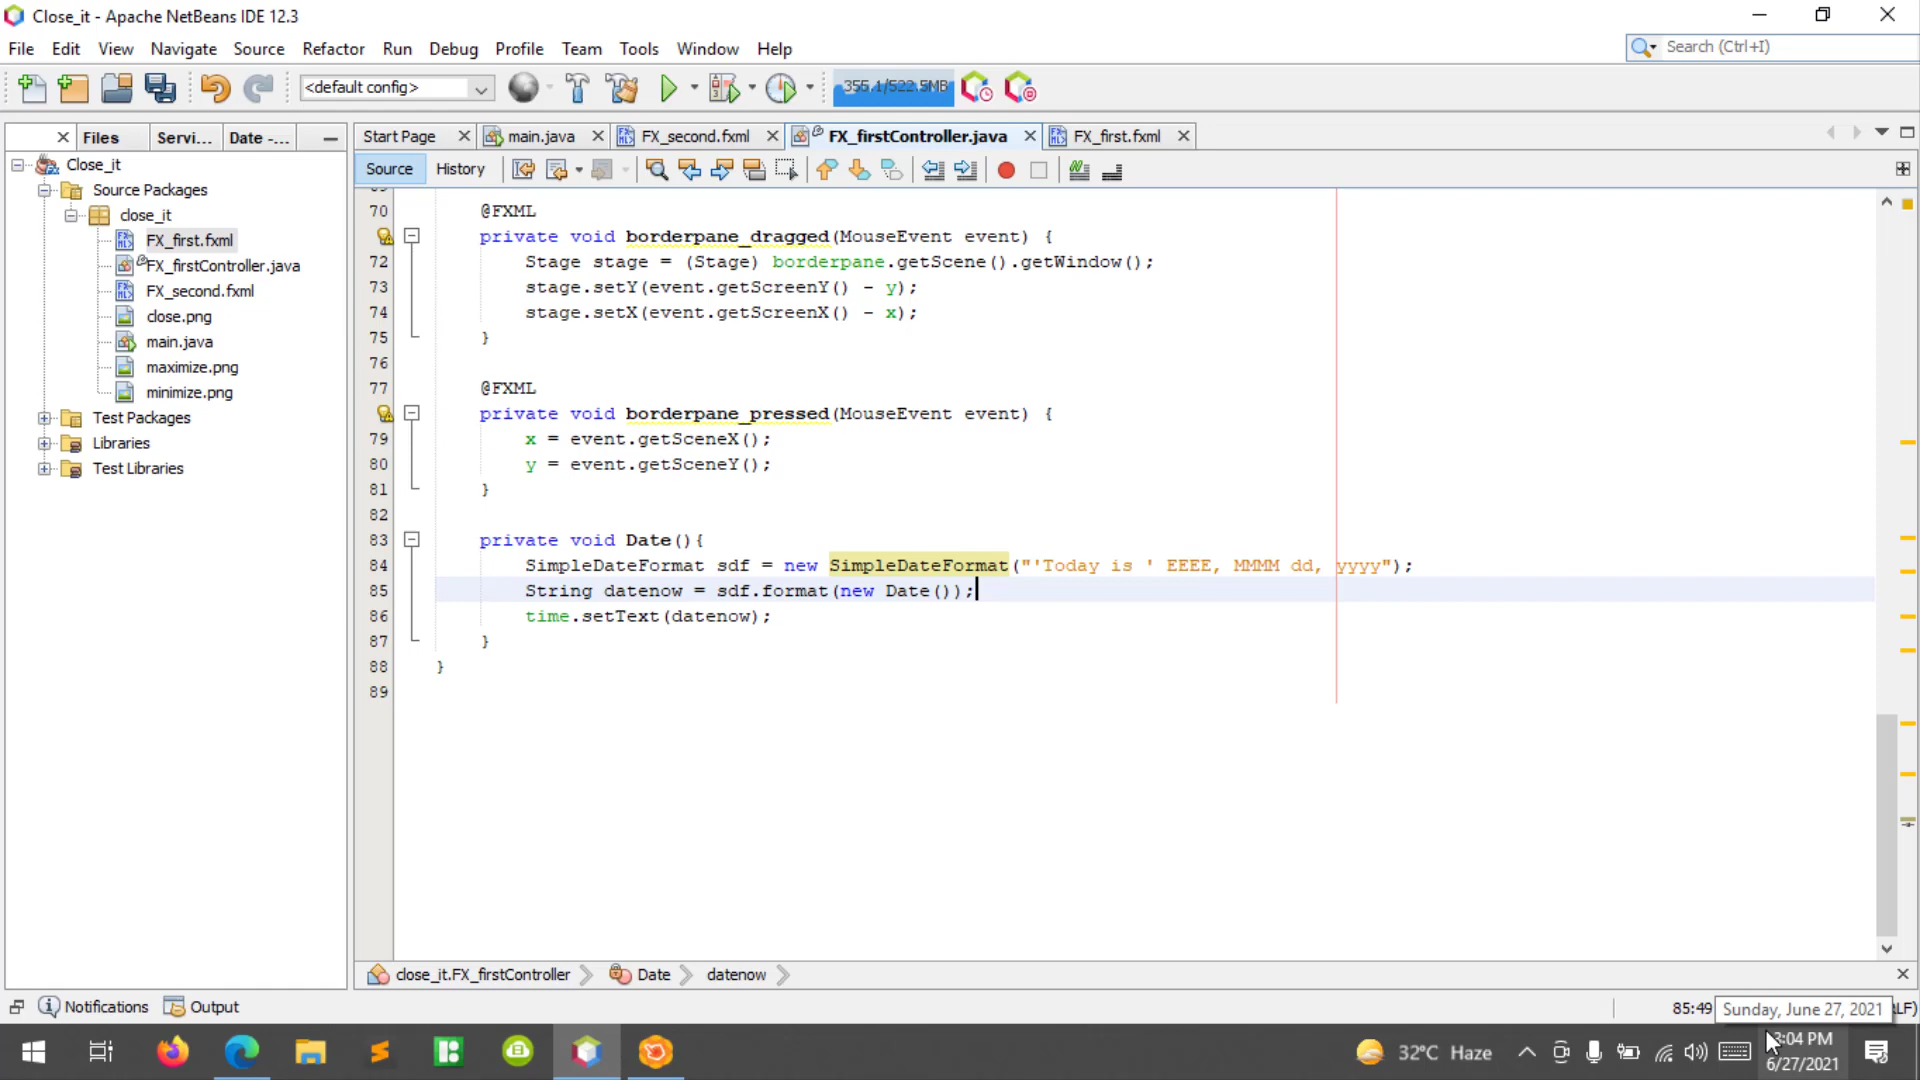 Close_it - Apache NetBeans IDE 12.3
File Edit View Navigate Source Refactor Run Debug Profile Team Tools Window Help
Search (Ctrl+I)
<default config>
355.1/522.5MB
Files Servi... Date -...
Start Page main.java FX_second.fxml FX_firstController.java FX_first.fxml
Source History
Close_it
Source Packages
close_it
FX_first.fxml
FX_firstController.java
FX_second.fxml
close.png
main.java
maximize.png
minimize.png
Test Packages
Libraries
Test Libraries
70 @FXML
private void borderpane_dragged(MouseEvent event) {
72 Stage stage = (Stage) borderpane.getScene().getWindow();
73 stage.setY(event.getScreenY() - y);
74 stage.setX(event.getScreenX() - x);
75 }
76
77 @FXML
private void borderpane_pressed(MouseEvent event) {
79 x = event.getSceneX();
80 y = event.getSceneY();
81 }
82
83 private void Date(){
84 SimpleDateFormat sdf = new SimpleDateFormat("'Today is ' EEEE, MMMM dd, yyyy");
85 String datenow = sdf.format(new Date());
86 time.setText(datenow);
87 }
88 }
89
close_it.FX_firstController Date datenow
Notifications Output
85:49
Sunday, June 27, 2021
LF)
32°C Haze
:04 PM
6/27/2021